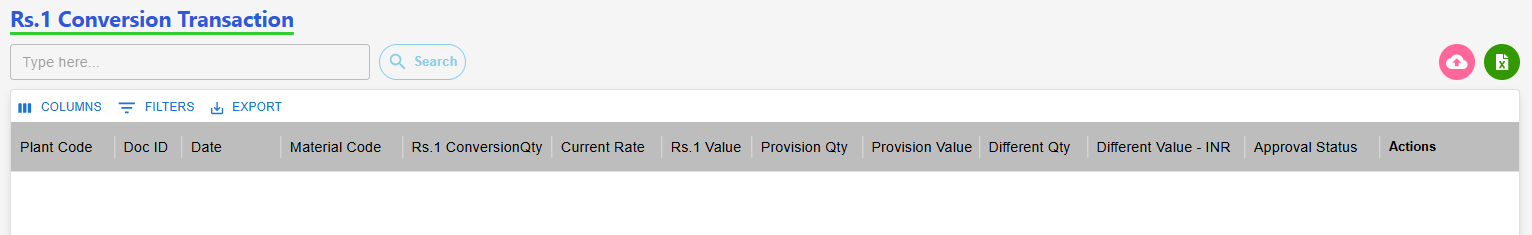 Rs.1 Conversion Transaction
Type here... Search
COLUMNS FILTERS EXPORT
Plant Code Doc ID Date Material Code Rs.1 ConversionQty Current Rate Rs.1 Value Provision Qty Provision Value Different Qty Different Value - INR Approval Status Actions